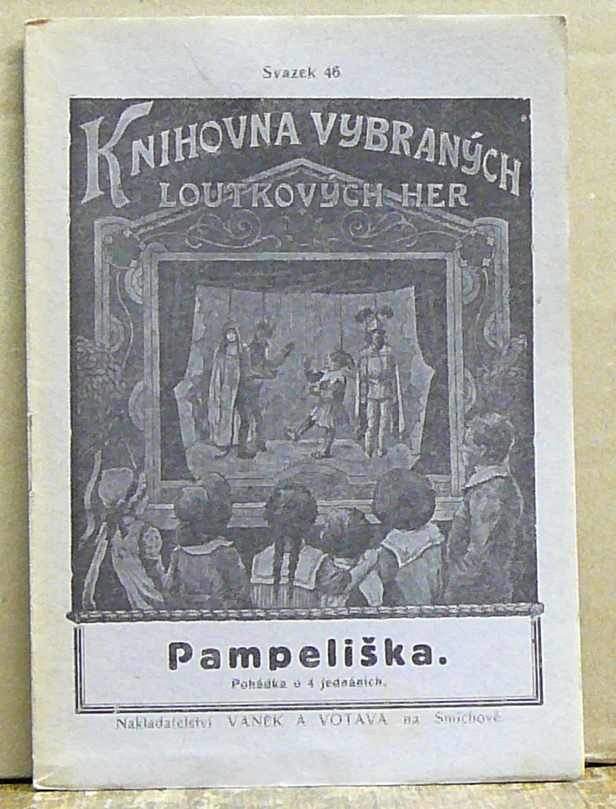 Svazek 46
KNIHOVNA VYBRANÝCH
LOUTKOVÝCH HER
Pampeliška.
Pohádka o 4 jednáních.
Nakladatelství VANĚK A VOTAVA na Smíchově